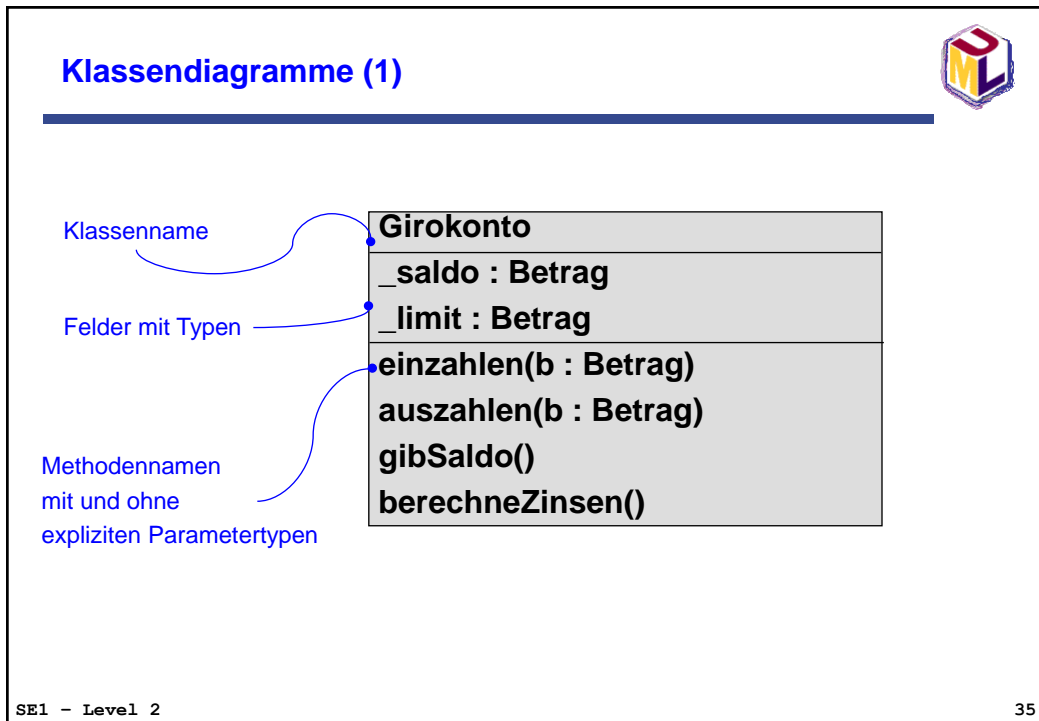 Klassendiagramme (1)
UML
Klassenname
Girokonto
_saldo : Betrag
Felder mit Typen
_limit : Betrag
einzahlen(b : Betrag)
auszahlen(b : Betrag)
gibSaldo()
berechneZinsen()
Methodennamen
mit und ohne
expliziten Parametertypen
SE1 – Level 2
35